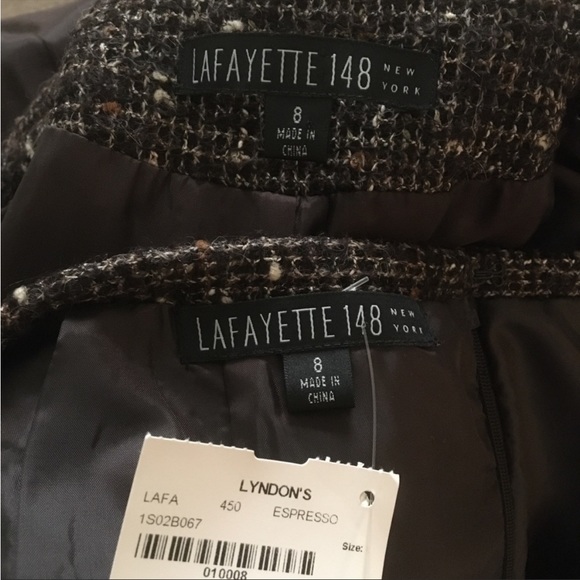 LAFAYETTE 148 NEW YORK
8
MADE IN
CHINA
LAFAYETTE 148 NEW YORK
8
MADE IN
CHINA
LYNDON'S
LAFA 450 ESPRESSO
1S02B067
Size:
010008